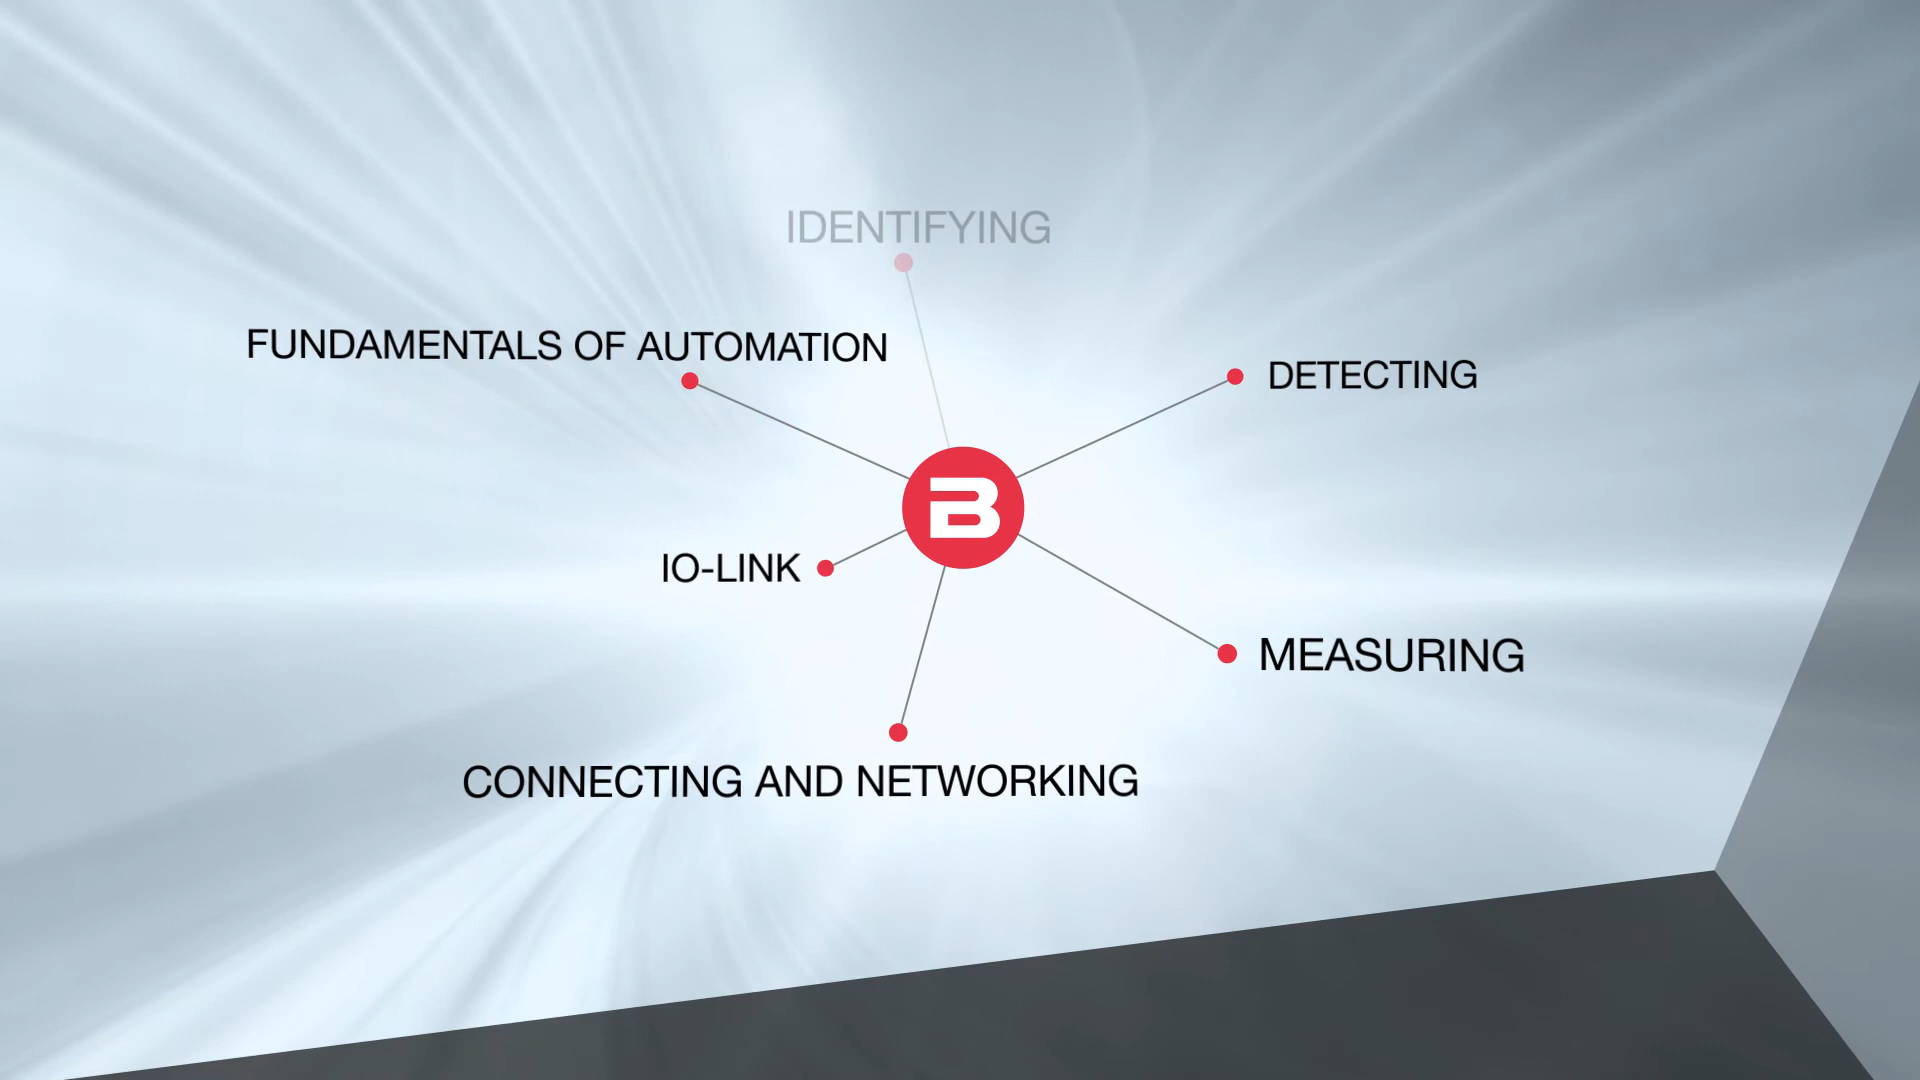 IDENTIFYING
FUNDAMENTALS OF AUTOMATION
DETECTING
B
IO-LINK
MEASURING
CONNECTING AND NETWORKING